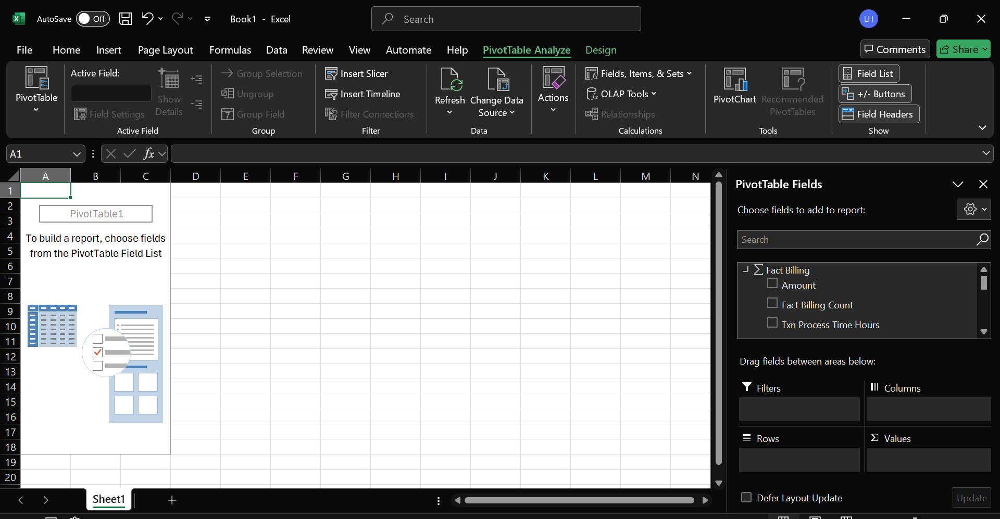 AutoSave Off Book1 - Excel Search LH
File Home Insert Page Layout Formulas Data Review View Automate Help PivotTable Analyze Design Comments Share
PivotTable
Active Field:
Field Settings
Show
Details
Active Field
Group Selection
Ungroup
7 Group Field
Group
Insert Slicer
Insert Timeline
Filter Connections
Filter
Refresh
Change Data
Source
Data
Actions
Fields, Items, & Sets
OLAP Tools
Relationships
Calculations
PivotChart
Recommended
PivotTables
Tools
Field List
+/- Buttons
Field Headers
Show
A1 fx
A B C D E F G H I J K L M N
1
2
3
4
5
6
7
8
9
10
11
12
13
14
15
16
17
18
19
20
PivotTable1
To build a report, choose fields
from the PivotTable Field List
Sheet1
PivotTable Fields
Choose fields to add to report:
Search
Σ Fact Billing
Amount
Fact Billing Count
Txn Process Time Hours
Drag fields between areas below:
Filters
Columns
Rows
Σ Values
Defer Layout Update
Update